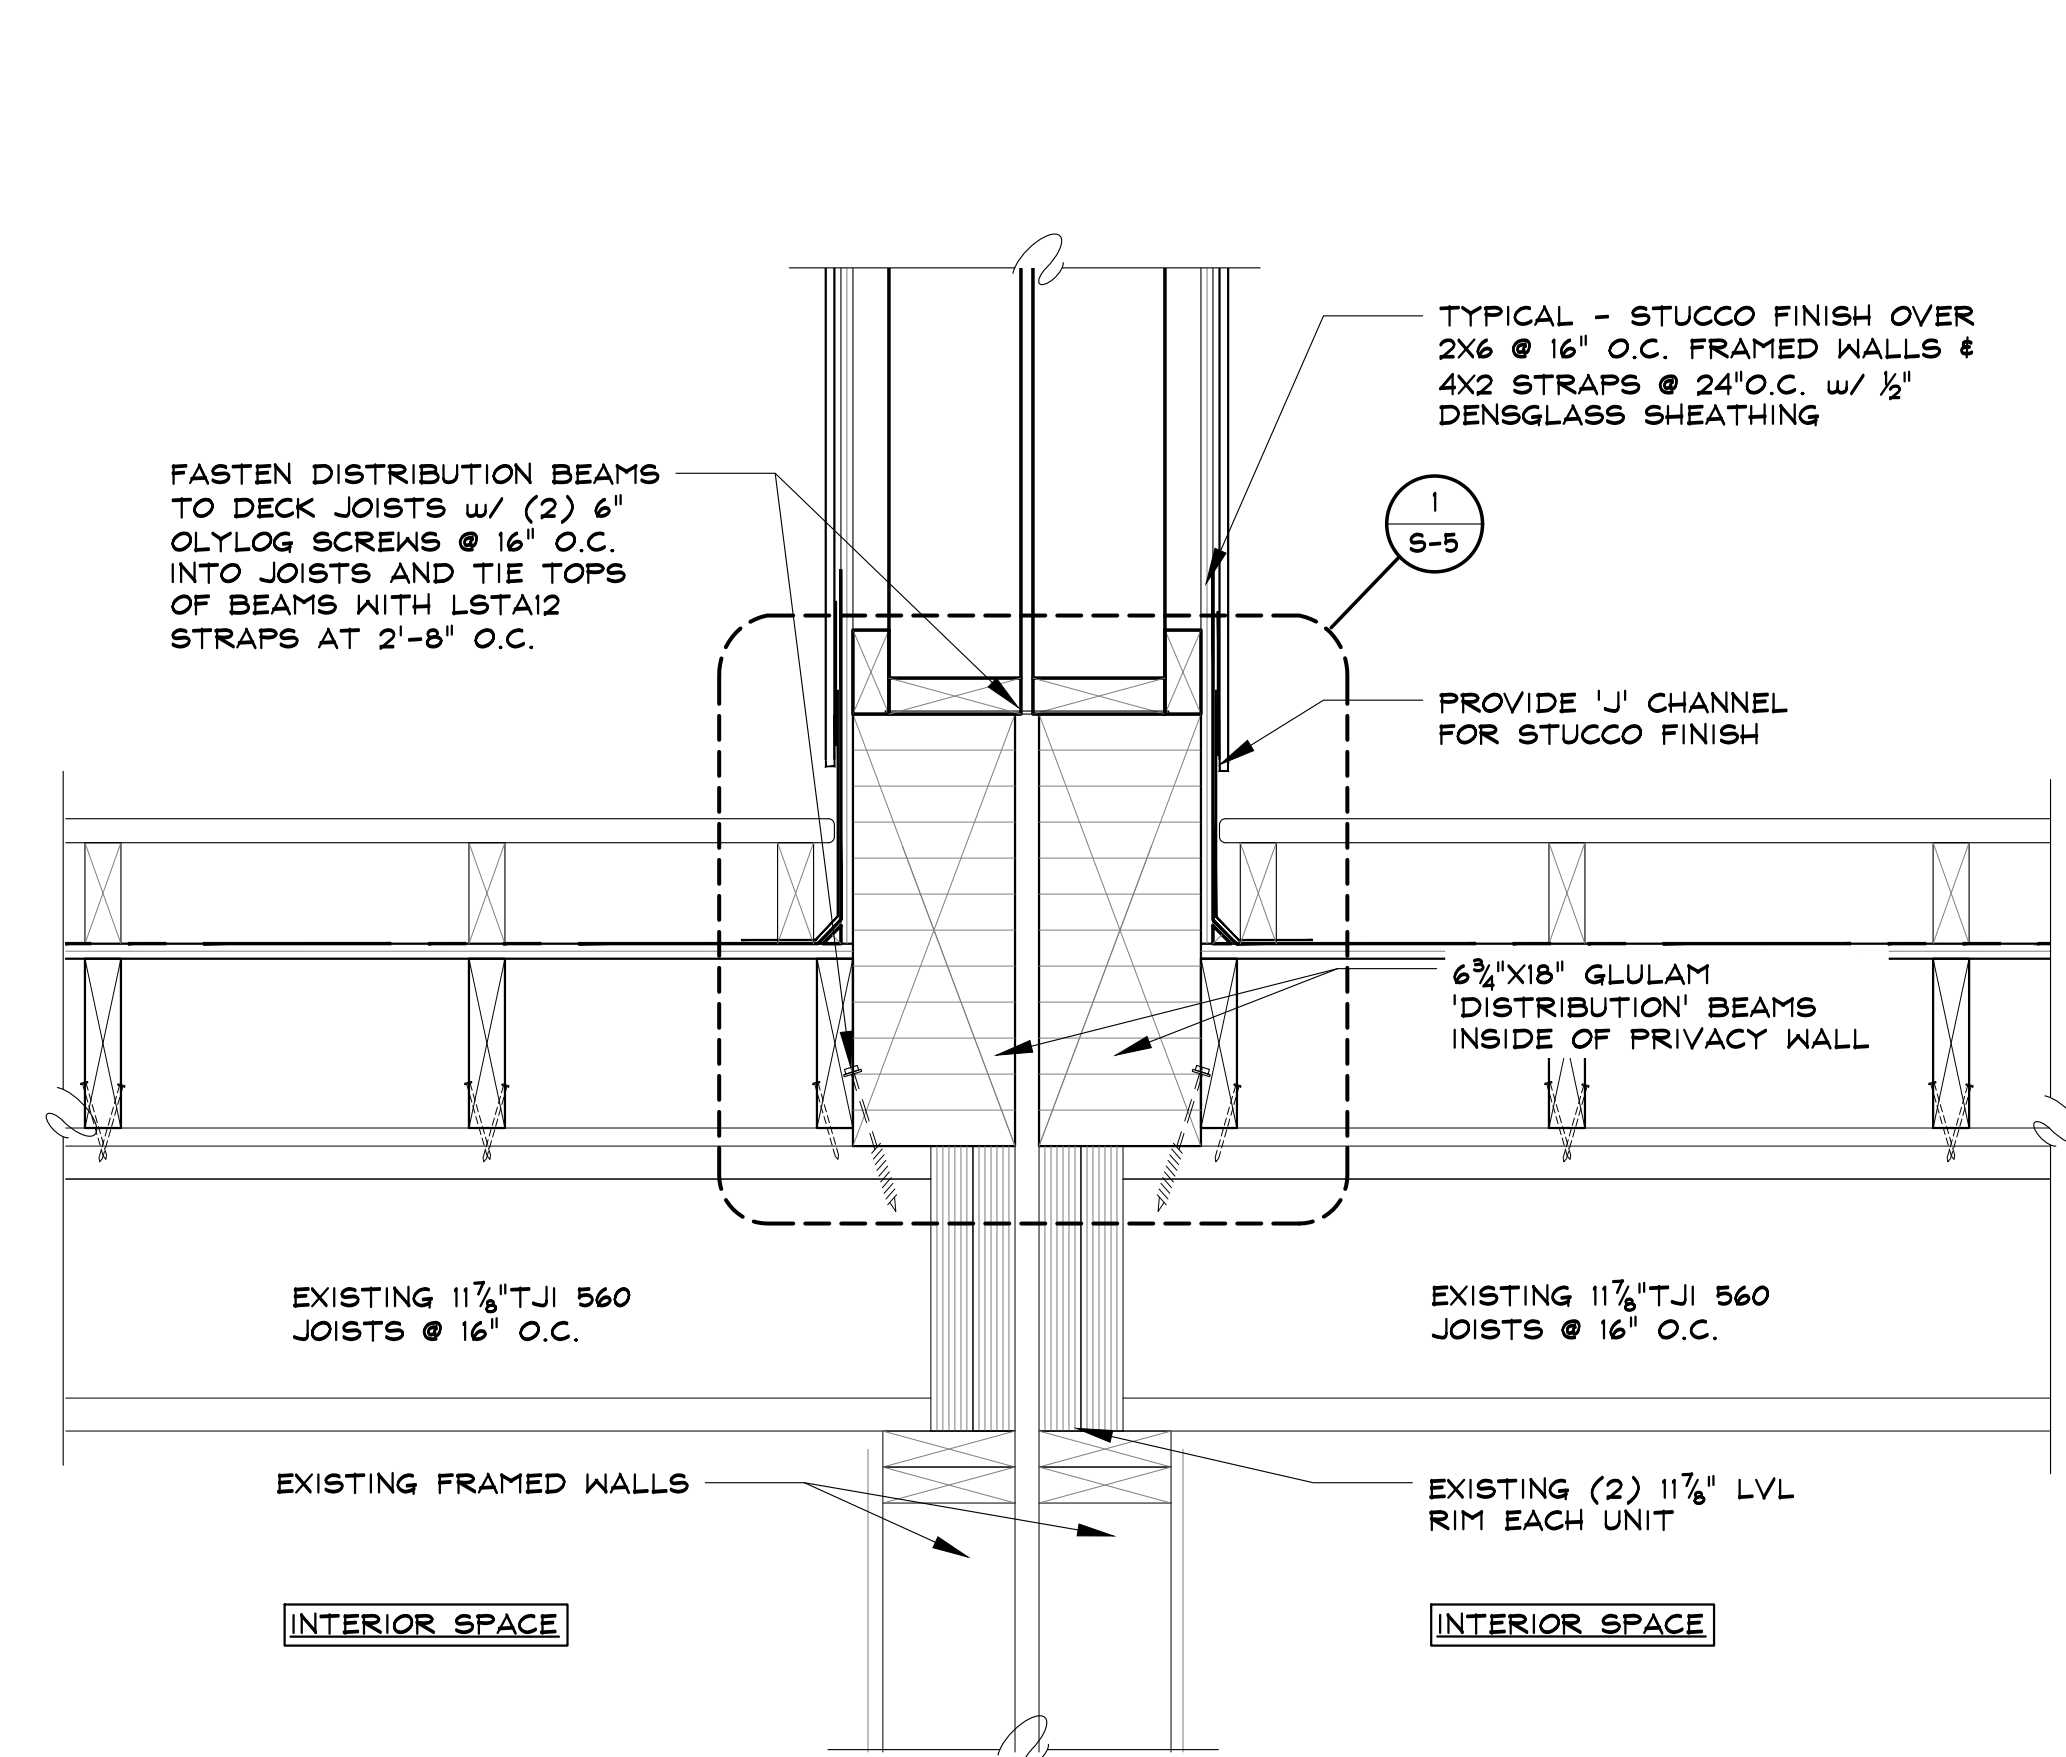 TYPICAL - STUCCO FINISH OVER
2X6 @ 16" O.C. FRAMED WALLS &
4X2 STRAPS @ 24"O.C. w/ ½"
DENSGLASS SHEATHING
FASTEN DISTRIBUTION BEAMS
TO DECK JOISTS w/ (2) 6"
OLYLOG SCREWS @ 16" O.C.
INTO JOISTS AND TIE TOPS
OF BEAMS WITH LSTA12
STRAPS AT 2'-8" O.C.
1
S-5
PROVIDE 'J' CHANNEL
FOR STUCCO FINISH
6¾"X18" GLULAM
'DISTRIBUTION' BEAMS
INSIDE OF PRIVACY WALL
EXISTING 11⅞"TJI 560
JOISTS @ 16" O.C.
EXISTING 11⅞"TJI 560
JOISTS @ 16" O.C.
EXISTING FRAMED WALLS
EXISTING (2) 11⅞" LVL
RIM EACH UNIT
INTERIOR SPACE
INTERIOR SPACE